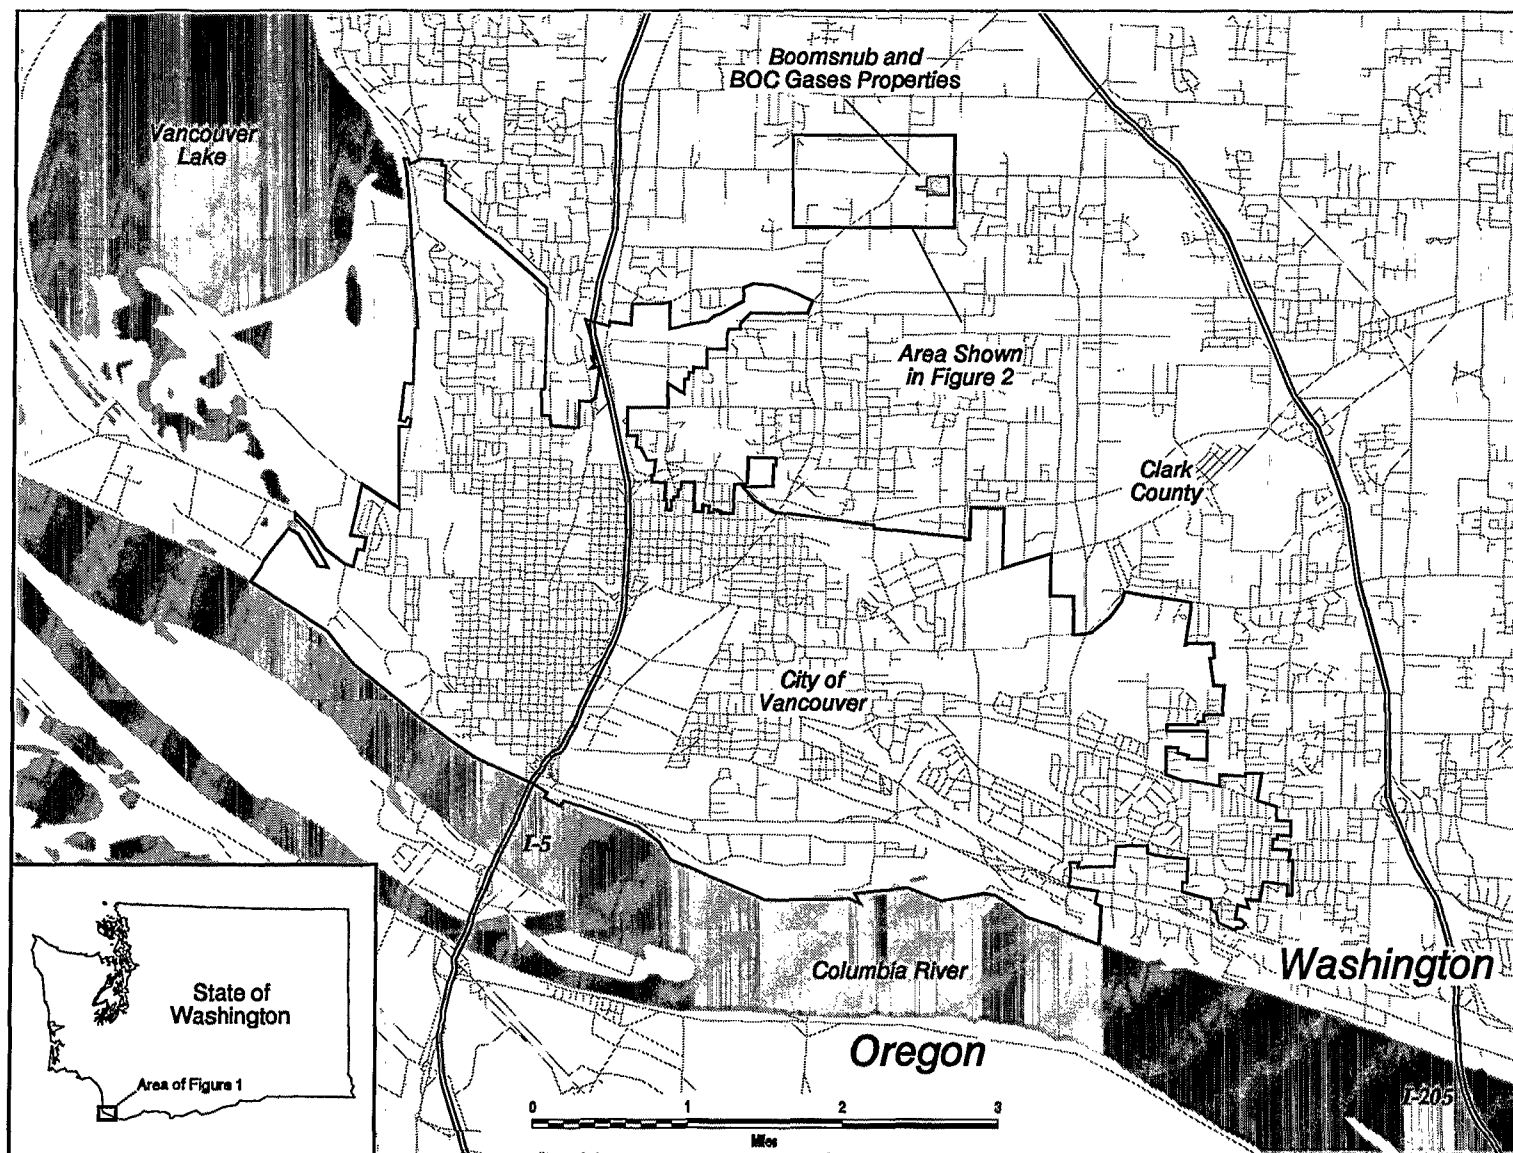 Boomsnub and
BOC Gases Properties
Vancouver
Lake
Area Shown
in Figure 2
Clark
County
City of
Vancouver
I-5
Columbia River
Washington
Oregon
I-205
State of
Washington
Area of Figure 1
0 1 2 3
Miles